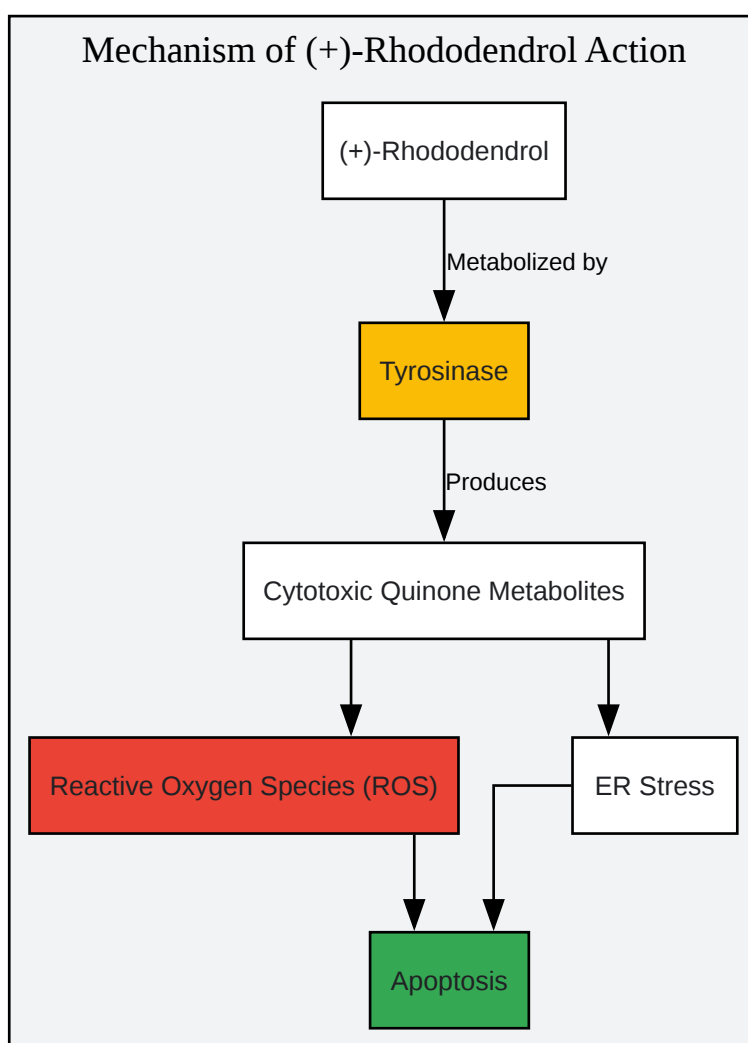 Mechanism of (+)-Rhododendrol Action
(+)-Rhododendrol
Metabolized by
Tyrosinase
Produces
Cytotoxic Quinone Metabolites
Reactive Oxygen Species (ROS)
ER Stress
Apoptosis